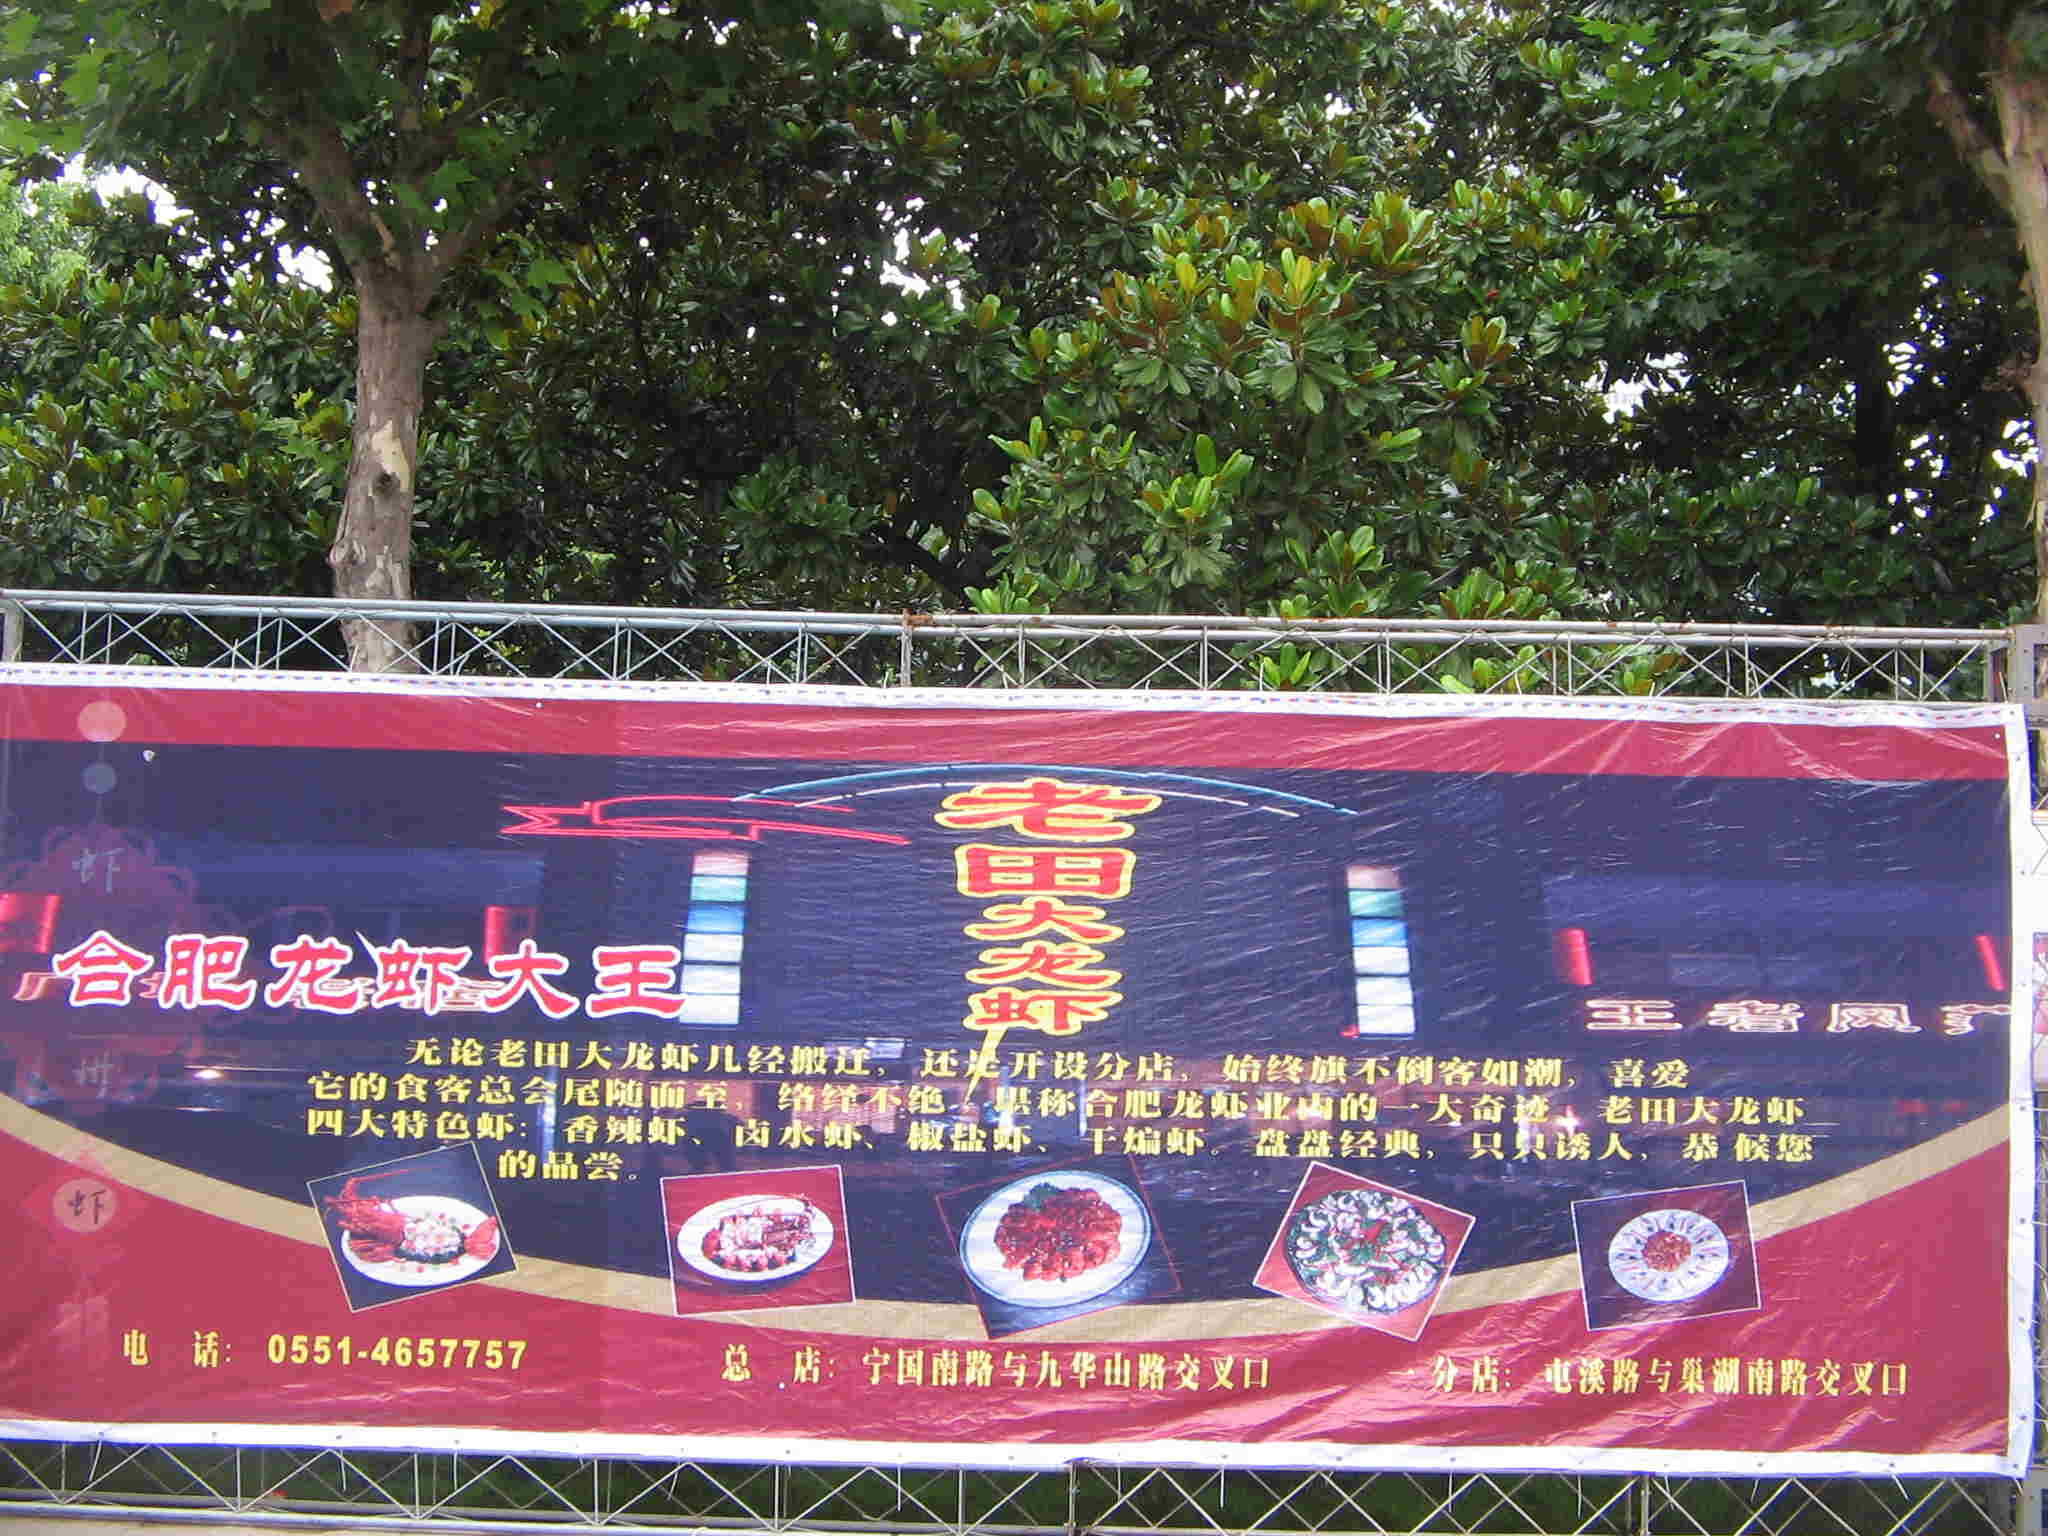 老
田
大
龙
虾
虾
合肥龙虾大王
王者风
无论老田大龙虾几经搬迁，还是开设分店，始终旗不倒客如潮，喜爱
它的食客总会尾随而至，络绎不绝，堪称合肥龙虾业内的一大奇迹，老田大龙虾
四大特色虾：香辣虾、卤水虾、椒盐虾、干煸虾。盘盘经典，只只诱人，恭候您
的品尝。
虾
电 话：0551-4657757
总 店：宁国南路与九华山路交叉口
一分店：屯溪路与巢湖南路交叉口